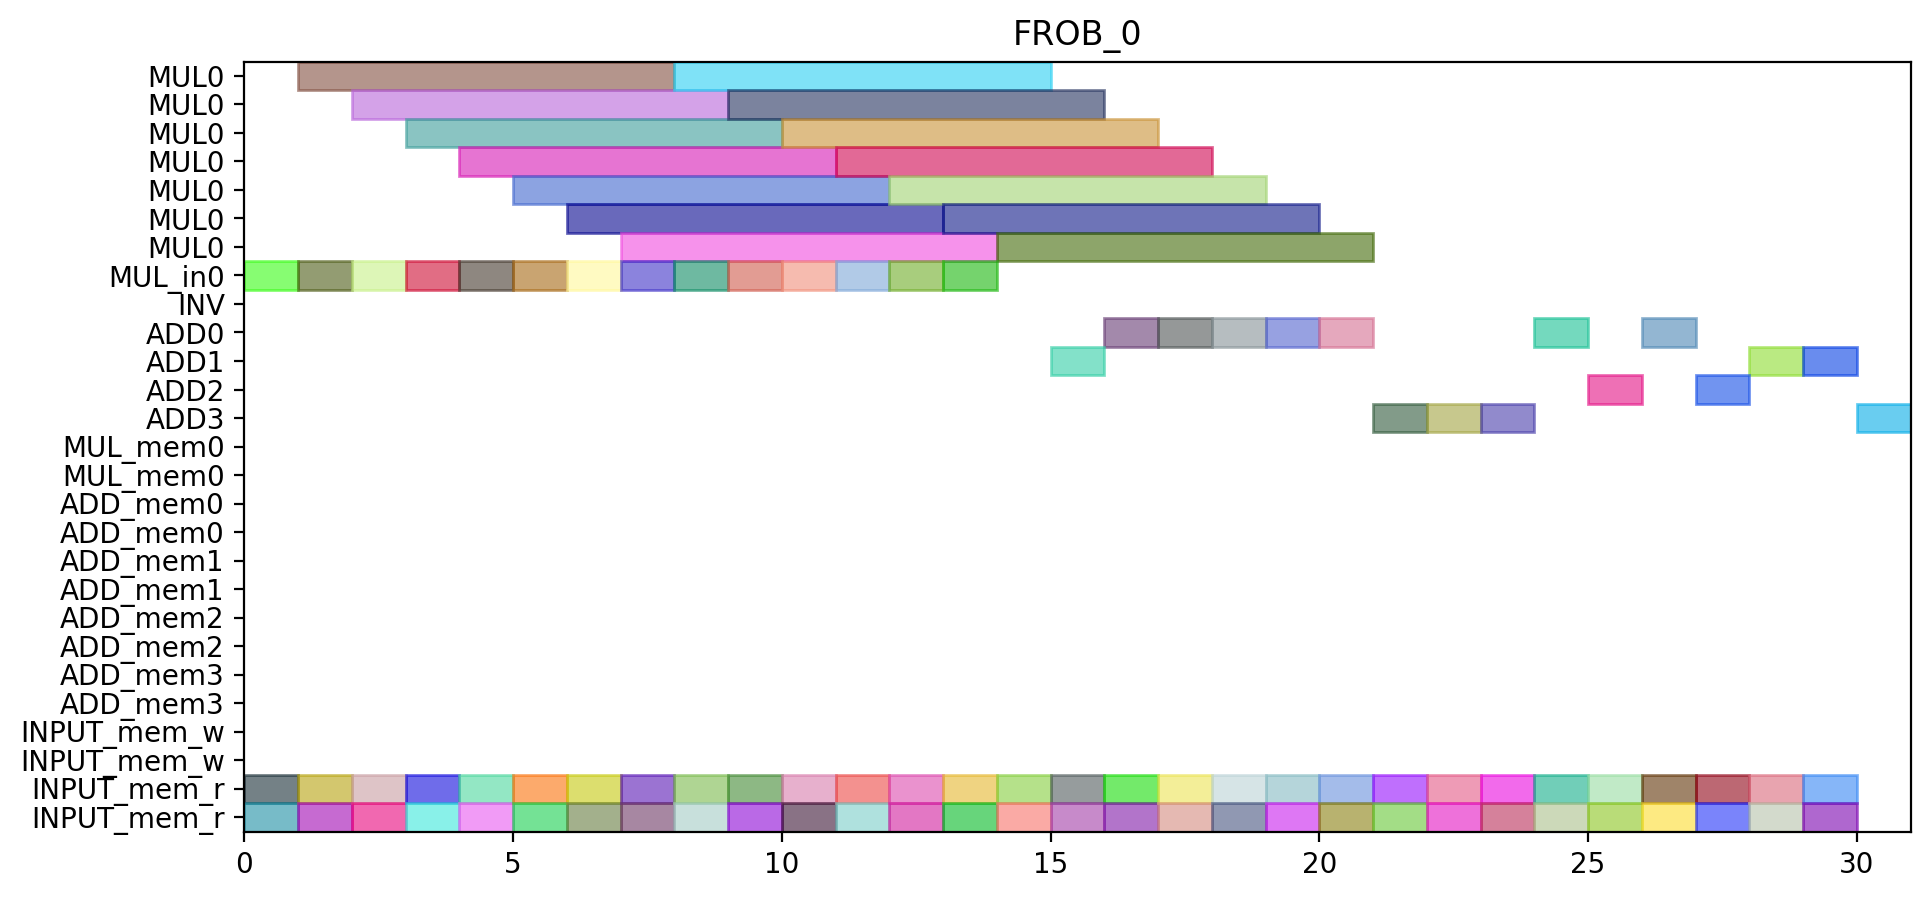 FROB_0
MUL0
MUL0
MUL0
MUL0
MUL0
MUL0
MUL0
MUL_in0
INV
ADD0
ADD1
ADD2
ADD3
MUL_mem0
MUL_mem0
ADD_mem0
ADD_mem0
ADD_mem1
ADD_mem1
ADD_mem2
ADD_mem2
ADD_mem3
ADD_mem3
INPUT_mem_w
INPUT_mem_w
INPUT_mem_r
INPUT_mem_r
0 5 10 15 20 25 30